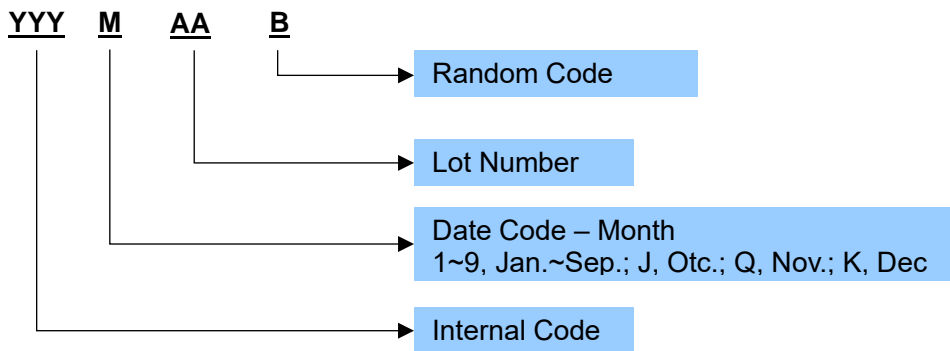 YYY M AA B
Random Code
Lot Number
Date Code – Month
1~9, Jan.~Sep.; J, Otc.; Q, Nov.; K, Dec
Internal Code